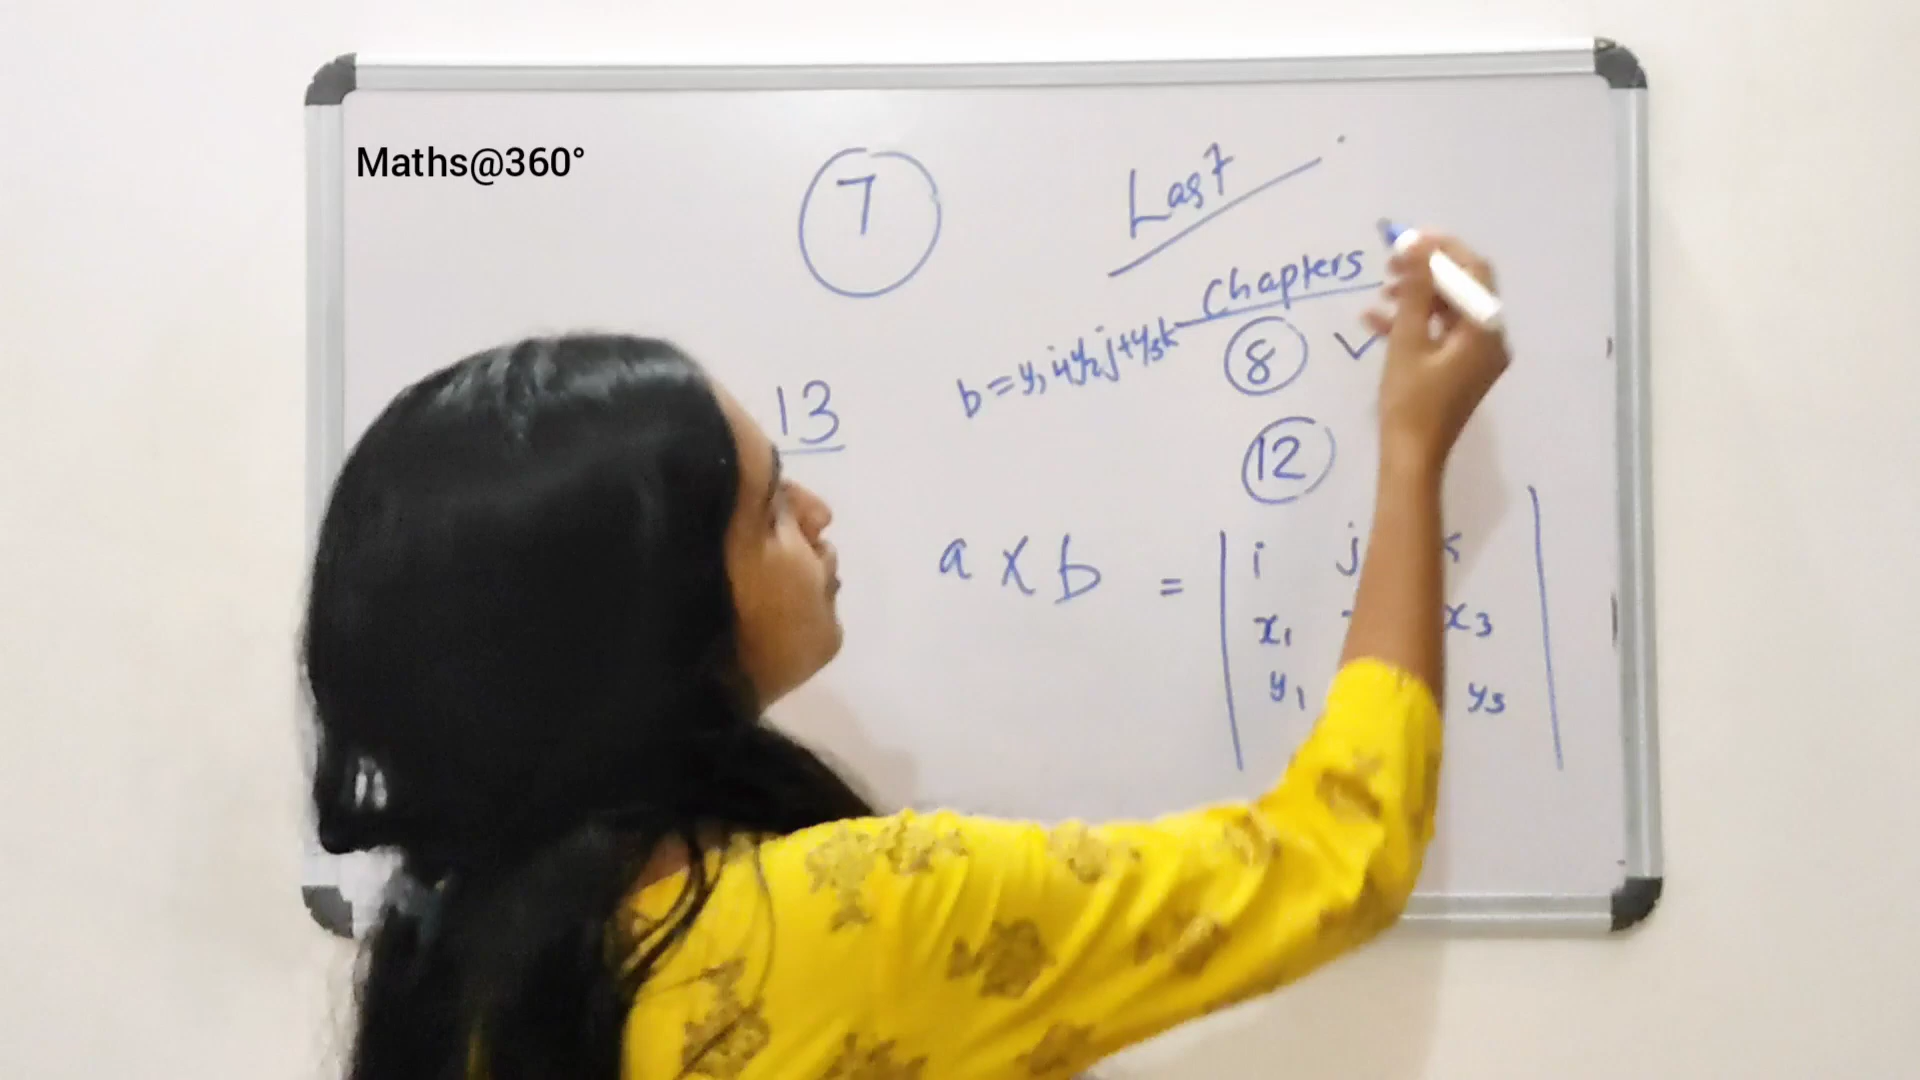 Maths@360°
7
Last
Chapters
b = y₁i+y₂j+y₃k
8 ✓
13
12
a x b = | i j k |
x₁ x₃
y₁ y₃